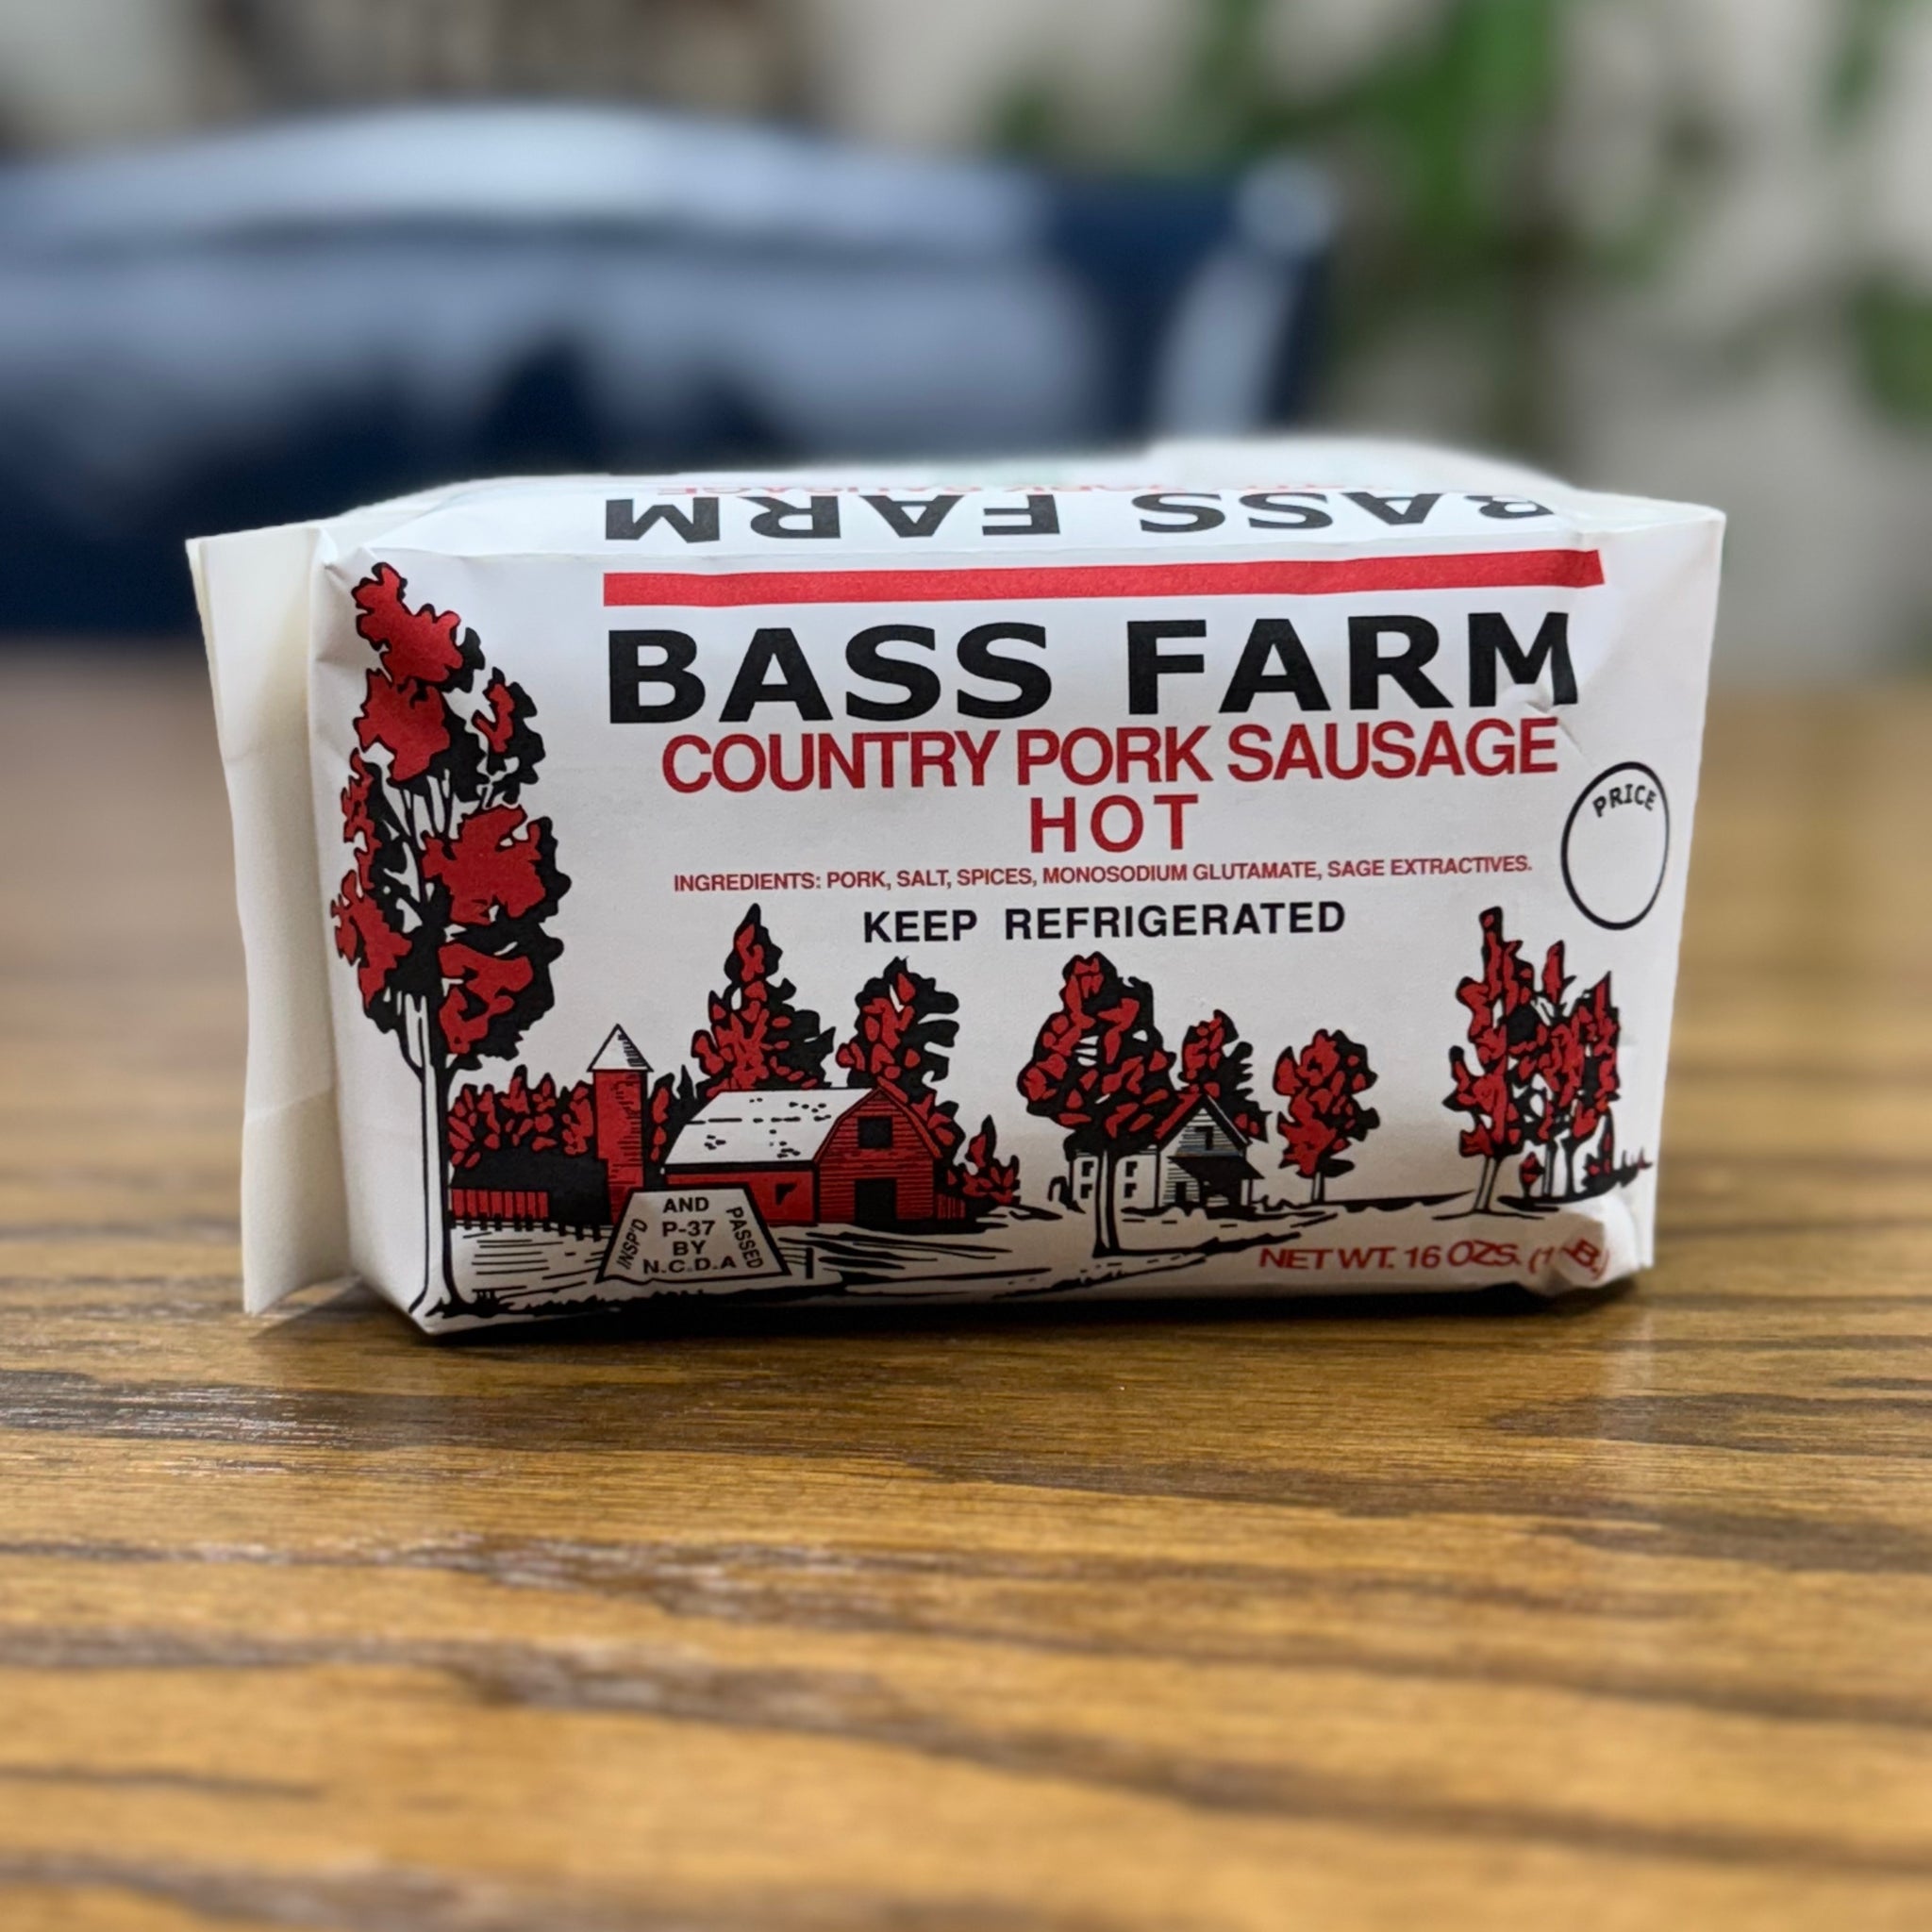 BASS FARM
BASS FARM
COUNTRY PORK SAUSAGE
HOT
INGREDIENTS: PORK, SALT, SPICES, MONOSODIUM GLUTAMATE, SAGE EXTRACTIVES.
PRICE
KEEP REFRIGERATED
INSP'D
AND
P-37
BY
N.C.D.A
PASSED
NET WT. 16 OZS.